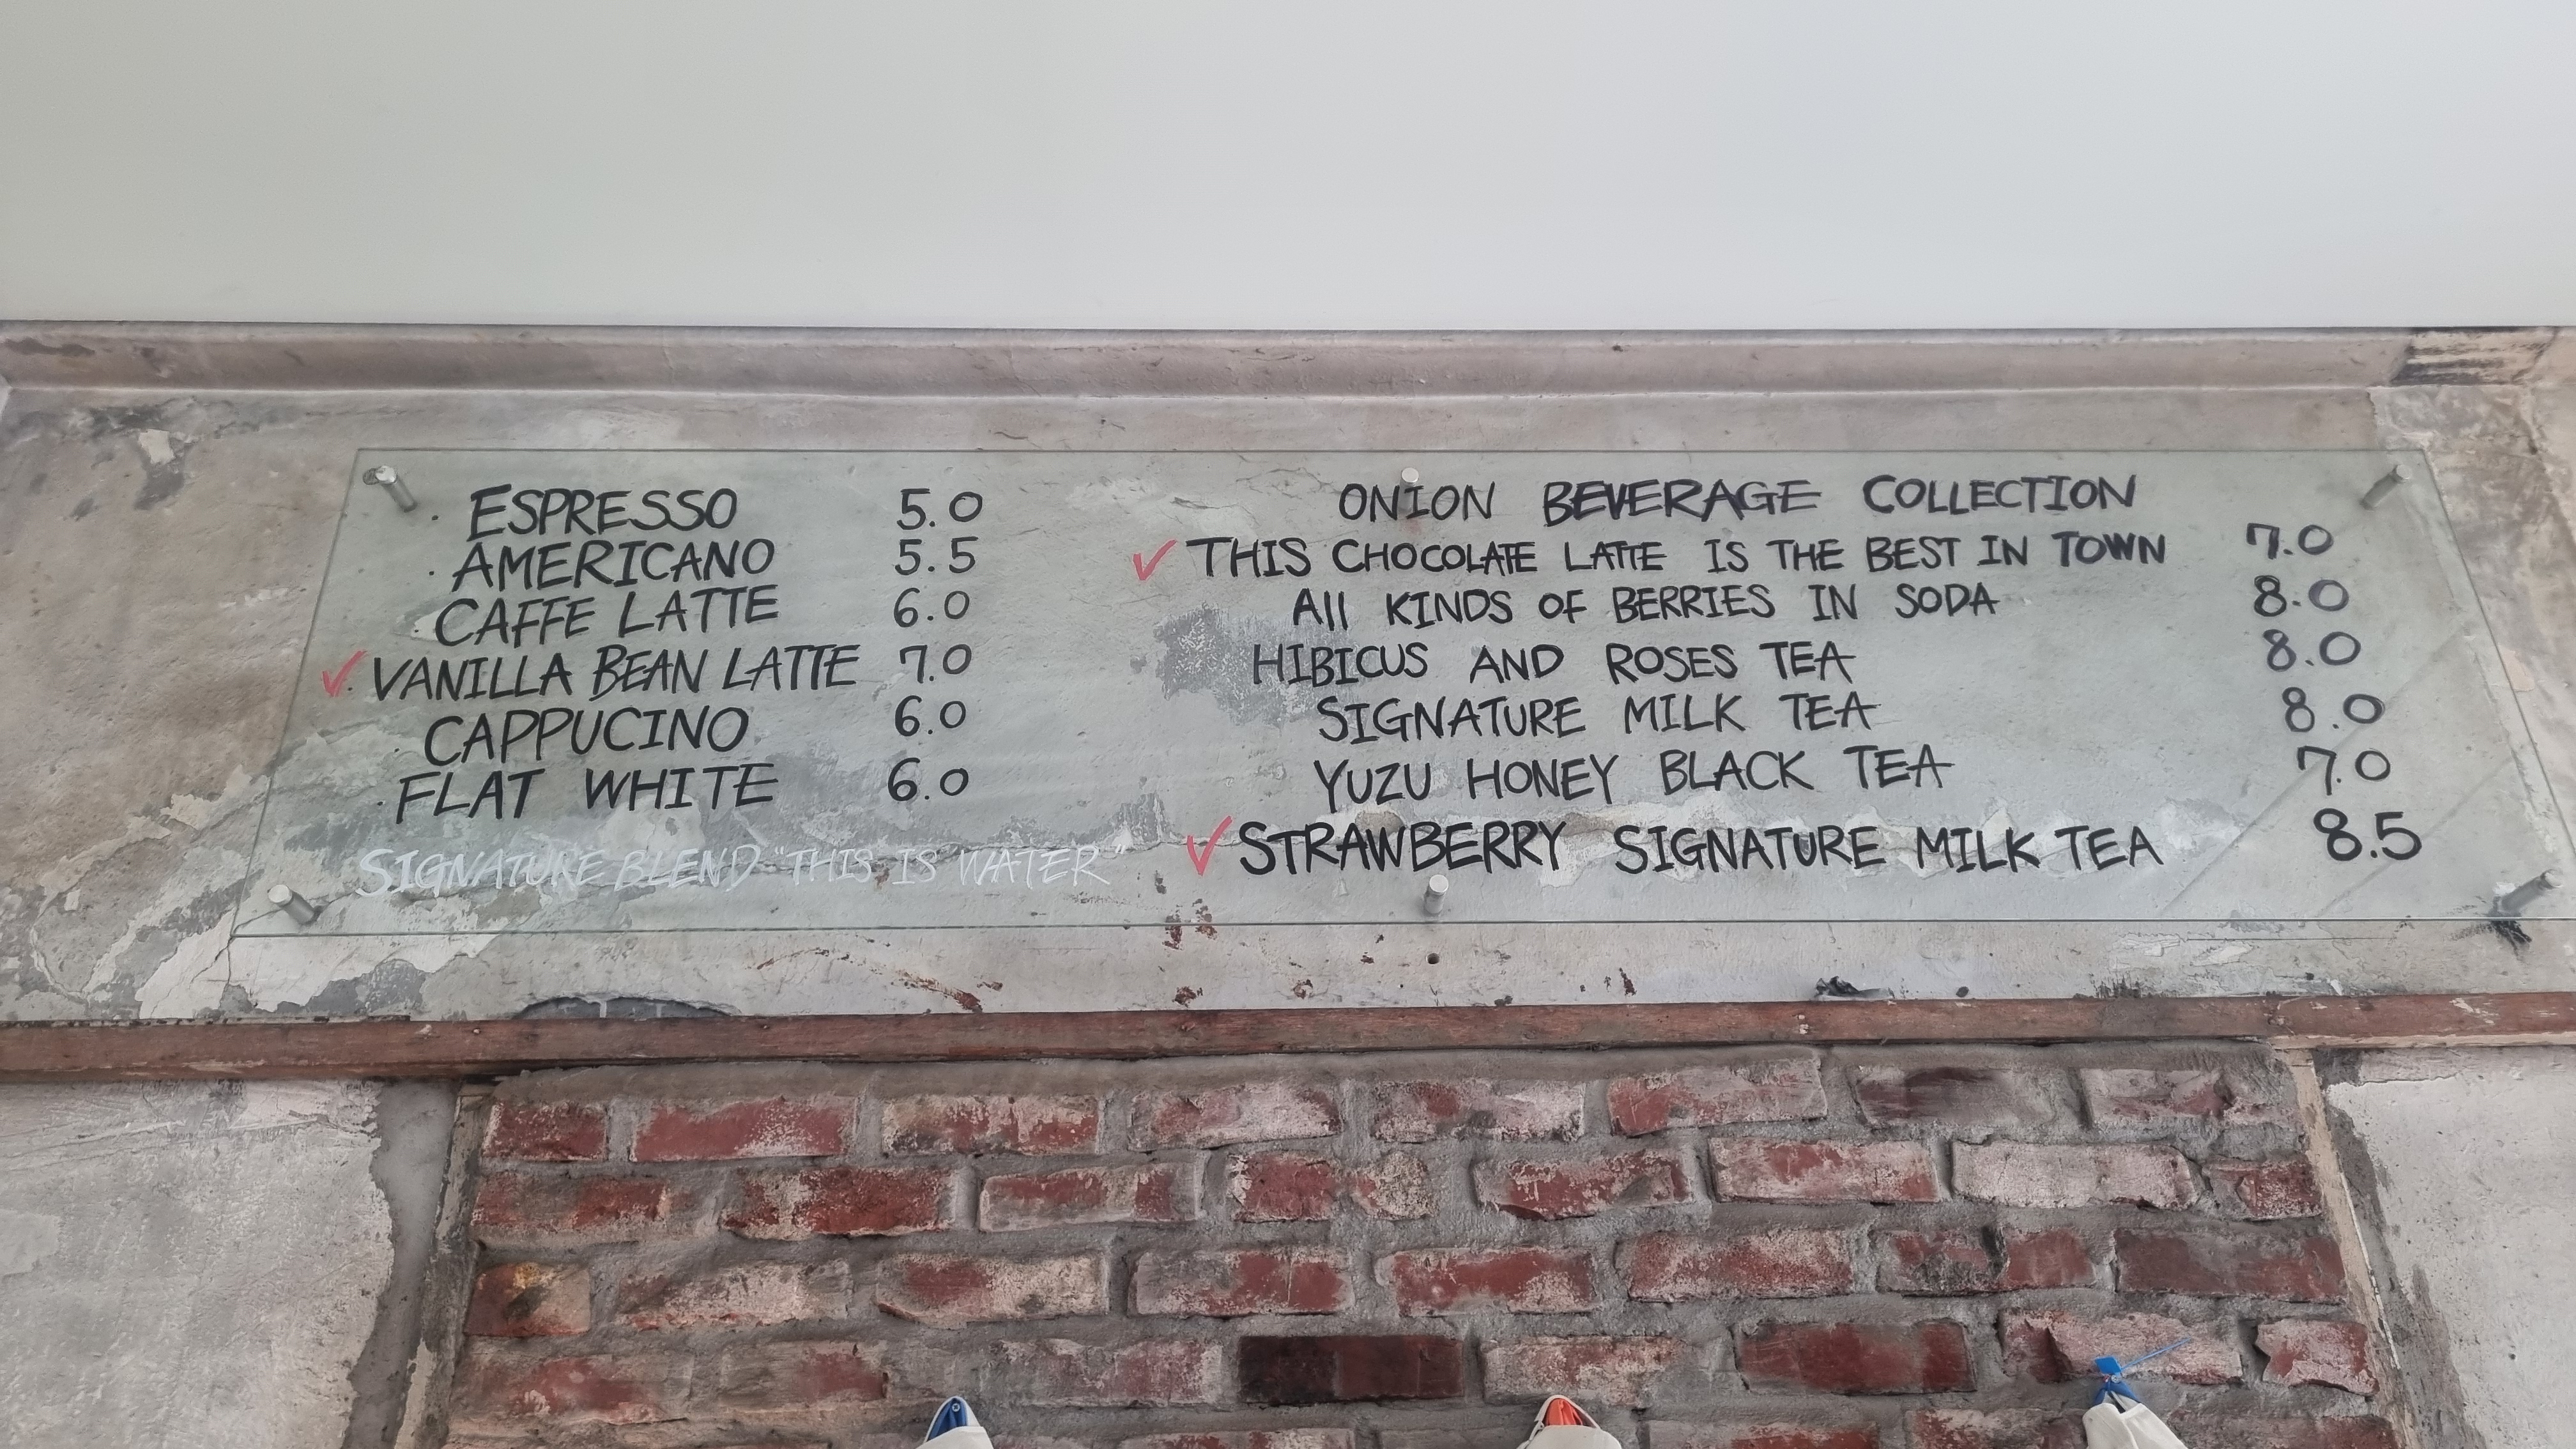 ESPRESSO 5.0
AMERICANO 5.5
CAFFE LATTE 6.0
✓ VANILLA BEAN LATTE 7.0
CAPPUCINO 6.0
FLAT WHITE 6.0
SIGNATURE BLEND "THIS IS WATER"
ONION BEVERAGE COLLECTION
✓ THIS CHOCOLATE LATTE IS THE BEST IN TOWN 7.0
All KINDS OF BERRIES IN SODA 8.0
HIBICUS AND ROSES TEA 8.0
SIGNATURE MILK TEA 8.0
YUZU HONEY BLACK TEA 7.0
✓ STRAWBERRY SIGNATURE MILK TEA 8.5